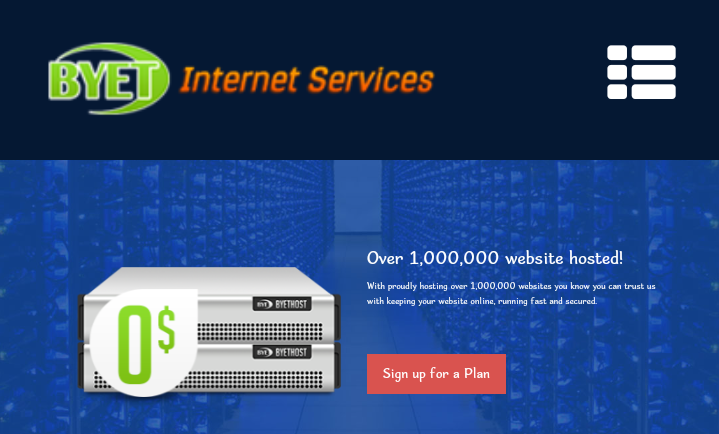 BYET Internet Services
Over 1,000,000 website hosted!
With proudly hosting over 1,000,000 websites you know you can trust us
with keeping your website online, running fast and secured.
BYET BYETHOST
0$
BYET BYETHOST
Sign up for a Plan